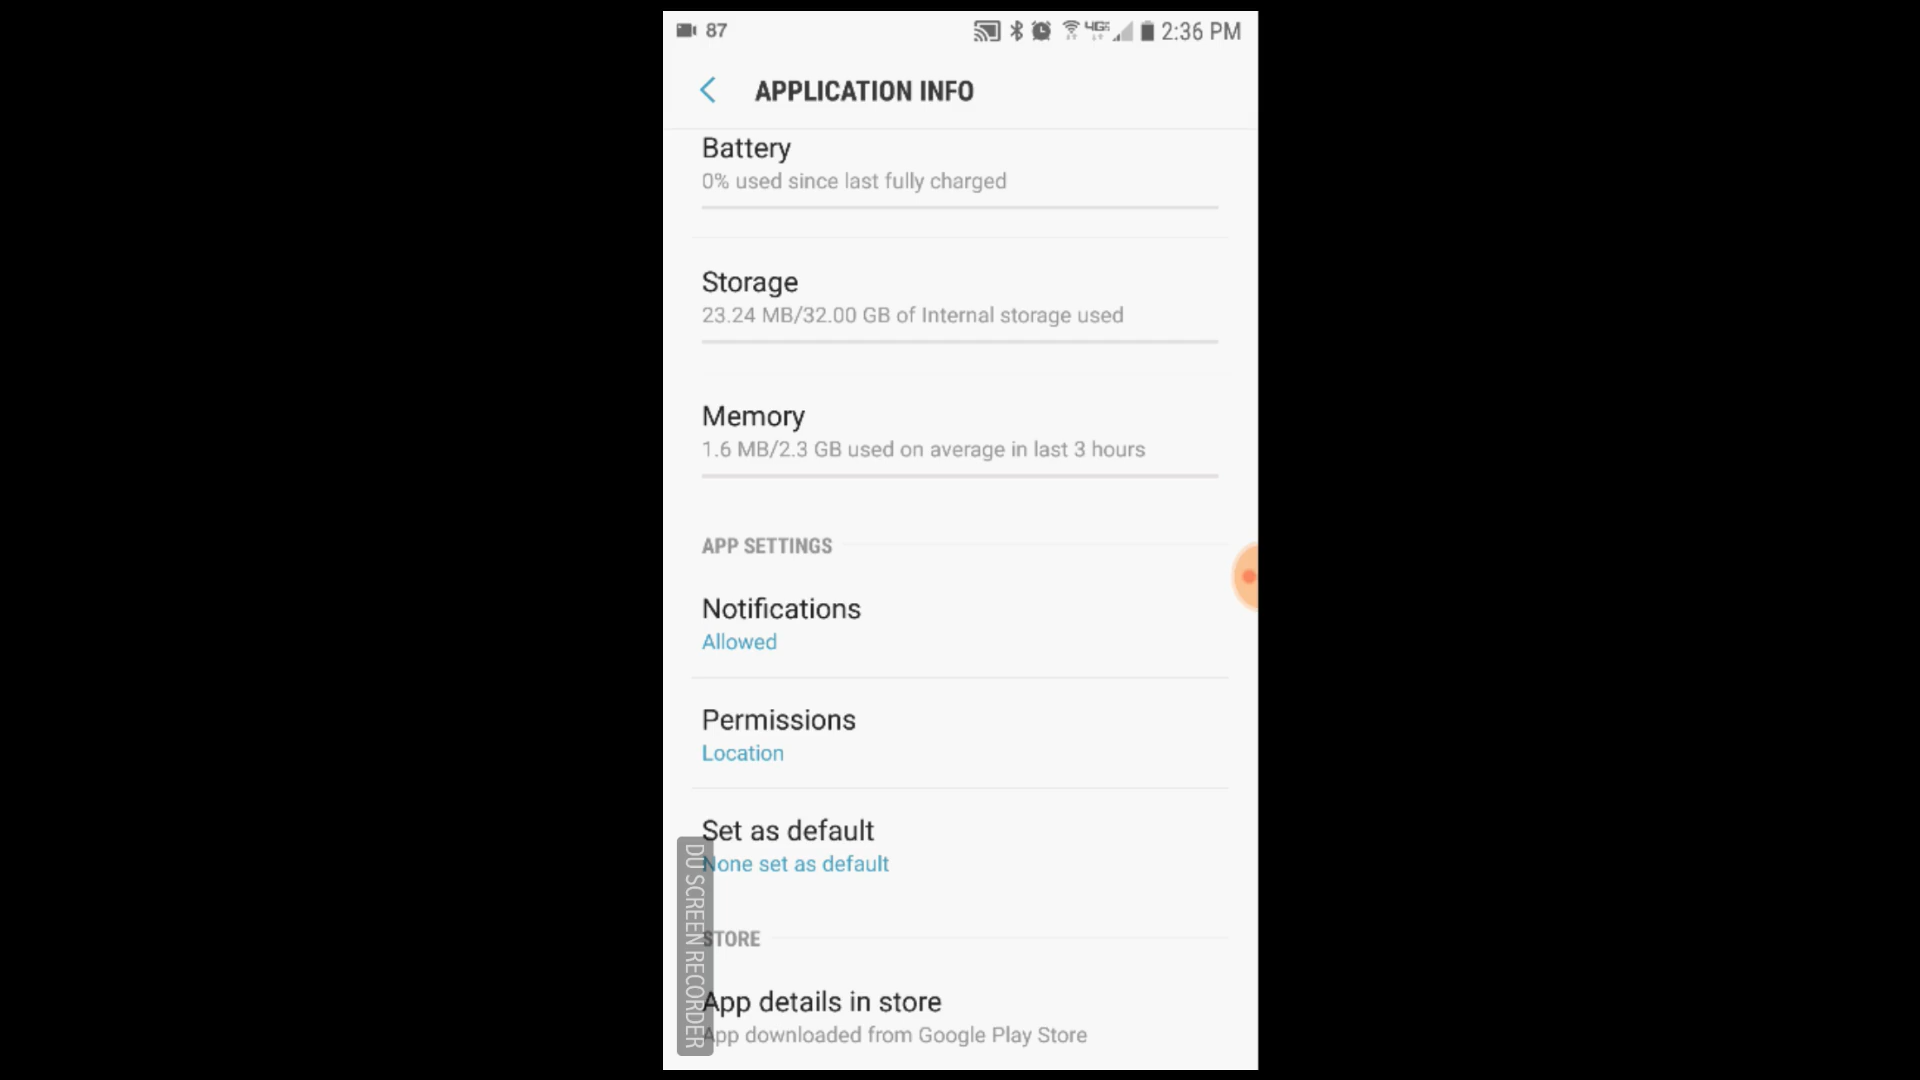 87 4G 2:36 PM
APPLICATION INFO
Battery
0% used since last fully charged
Storage
23.24 MB/32.00 GB of Internal storage used
Memory
1.6 MB/2.3 GB used on average in last 3 hours
APP SETTINGS
Notifications
Allowed
Permissions
Location
Set as default
None set as default
STORE
App details in store
App downloaded from Google Play Store
DU SCREEN RECORDER